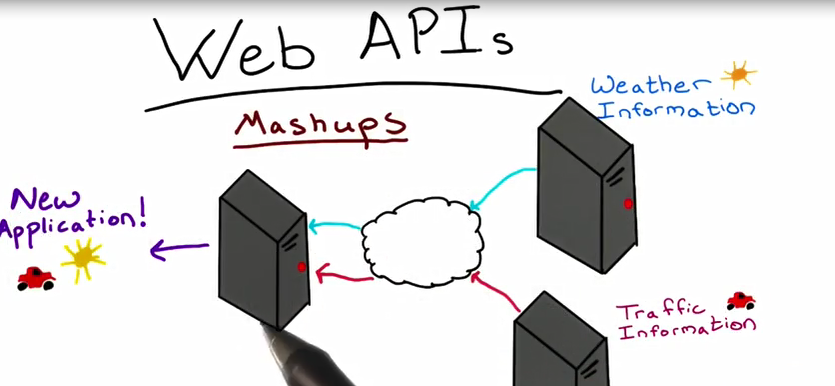 Web APIs
Mashups
Weather
Information
New
Application!
Traffic
Information